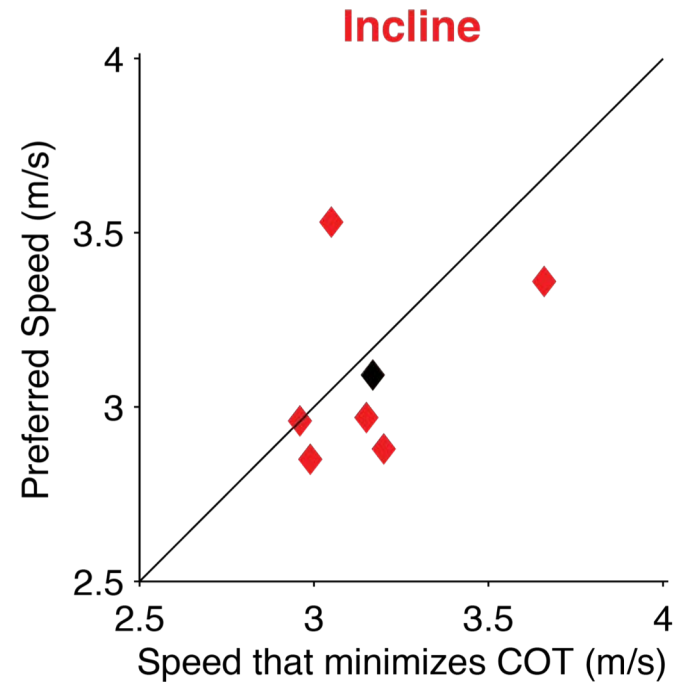 Incline
4
3.5
3
2.5
Preferred Speed (m/s)
2.5 3 3.5 4
Speed that minimizes COT (m/s)